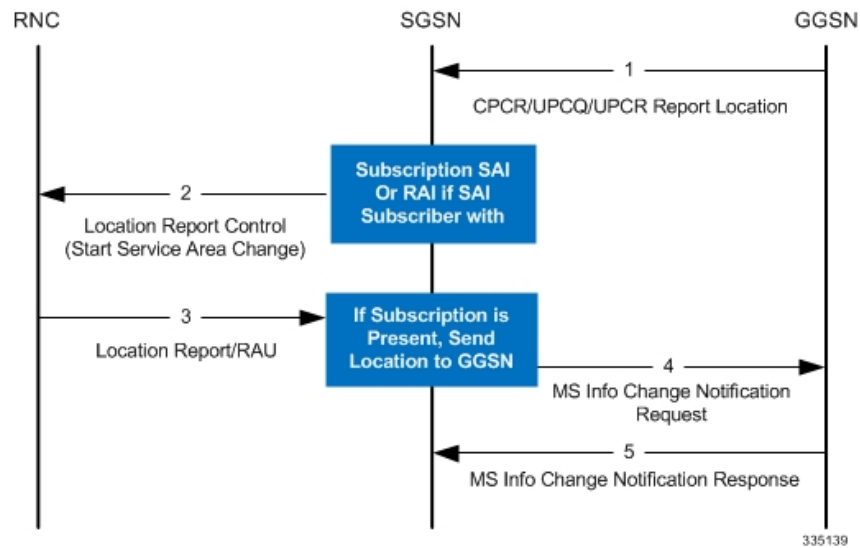 RNC
SGSN
GGSN
1
CPCR/UPCQ/UPCR Report Location
Subscription SAI
Or RAI if SAI
Subscriber with
2
Location Report Control
(Start Service Area Change)
3
Location Report/RAU
If Subscription is
Present, Send
Location to GGSN
4
MS Info Change Notification
Request
5
MS Info Change Notification Response
335139